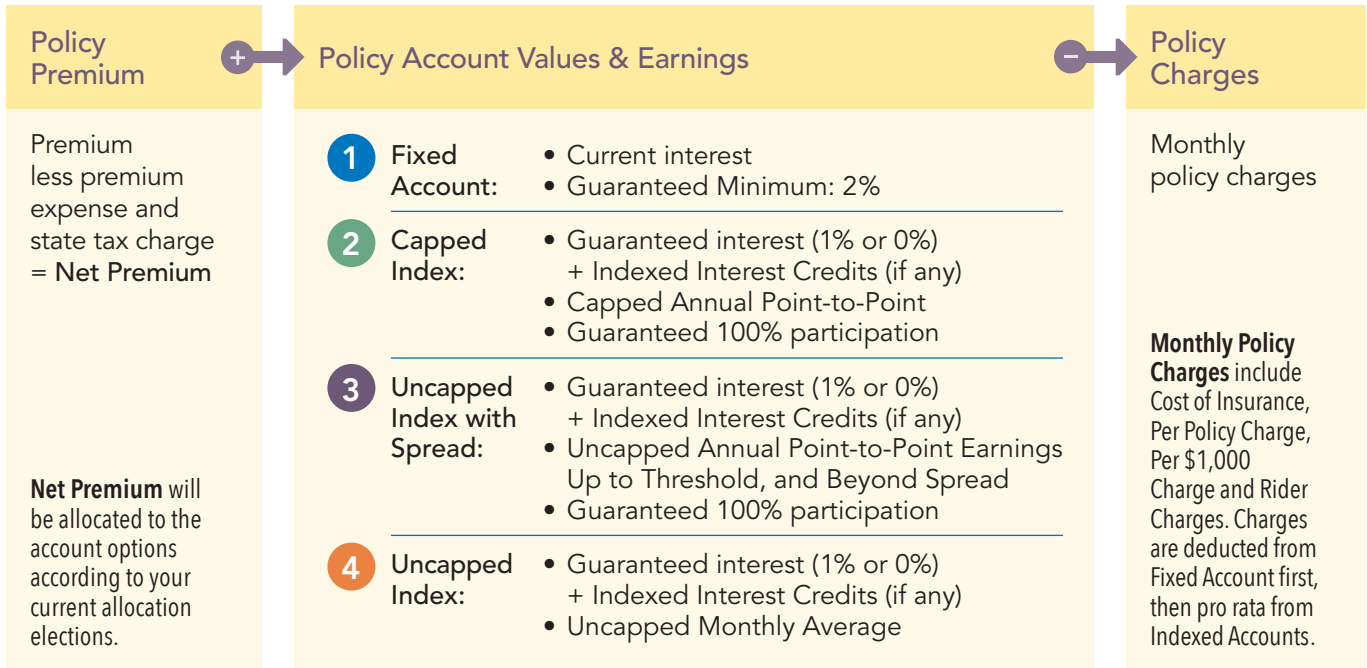 Policy
Premium
+
Policy Account Values & Earnings
−
Policy
Charges
Premium
less premium
expense and
state tax charge
= Net Premium
Net Premium will
be allocated to the
account options
according to your
current allocation
elections.
1
Fixed
Account:
• Current interest
• Guaranteed Minimum: 2%
2
Capped
Index:
• Guaranteed interest (1% or 0%)
+ Indexed Interest Credits (if any)
• Capped Annual Point-to-Point
• Guaranteed 100% participation
3
Uncapped
Index with
Spread:
• Guaranteed interest (1% or 0%)
+ Indexed Interest Credits (if any)
• Uncapped Annual Point-to-Point Earnings
Up to Threshold, and Beyond Spread
• Guaranteed 100% participation
4
Uncapped
Index:
• Guaranteed interest (1% or 0%)
+ Indexed Interest Credits (if any)
• Uncapped Monthly Average
Monthly
policy charges
Monthly Policy
Charges include
Cost of Insurance,
Per Policy Charge,
Per $1,000
Charge and Rider
Charges. Charges
are deducted from
Fixed Account first,
then pro rata from
Indexed Accounts.